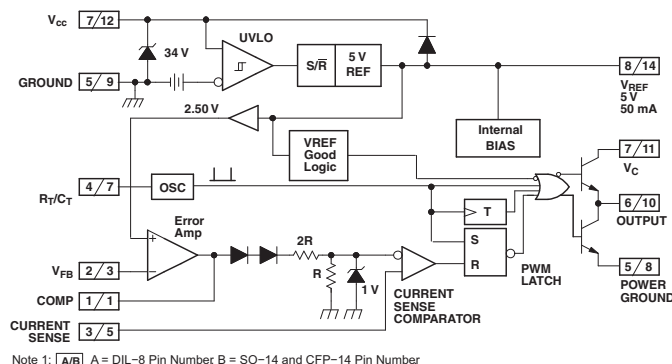 Vcc 7/12
UVLO
34 V
S/R̅ 5 V REF
GROUND 5/9
8/14
VREF
5 V
50 mA
2.50 V
VREF
Good
Logic
Internal
BIAS
7/11
VC
RT/CT 4/7
OSC
6/10
OUTPUT
T
Error
Amp
2R
S
R
PWM
LATCH
VFB 2/3
R
1 V
5/8
POWER
GROUND
COMP 1/1
CURRENT
SENSE
COMPARATOR
CURRENT
SENSE 3/5
Note 1: A/B A = DIL−8 Pin Number. B = SO−14 and CFP−14 Pin Number